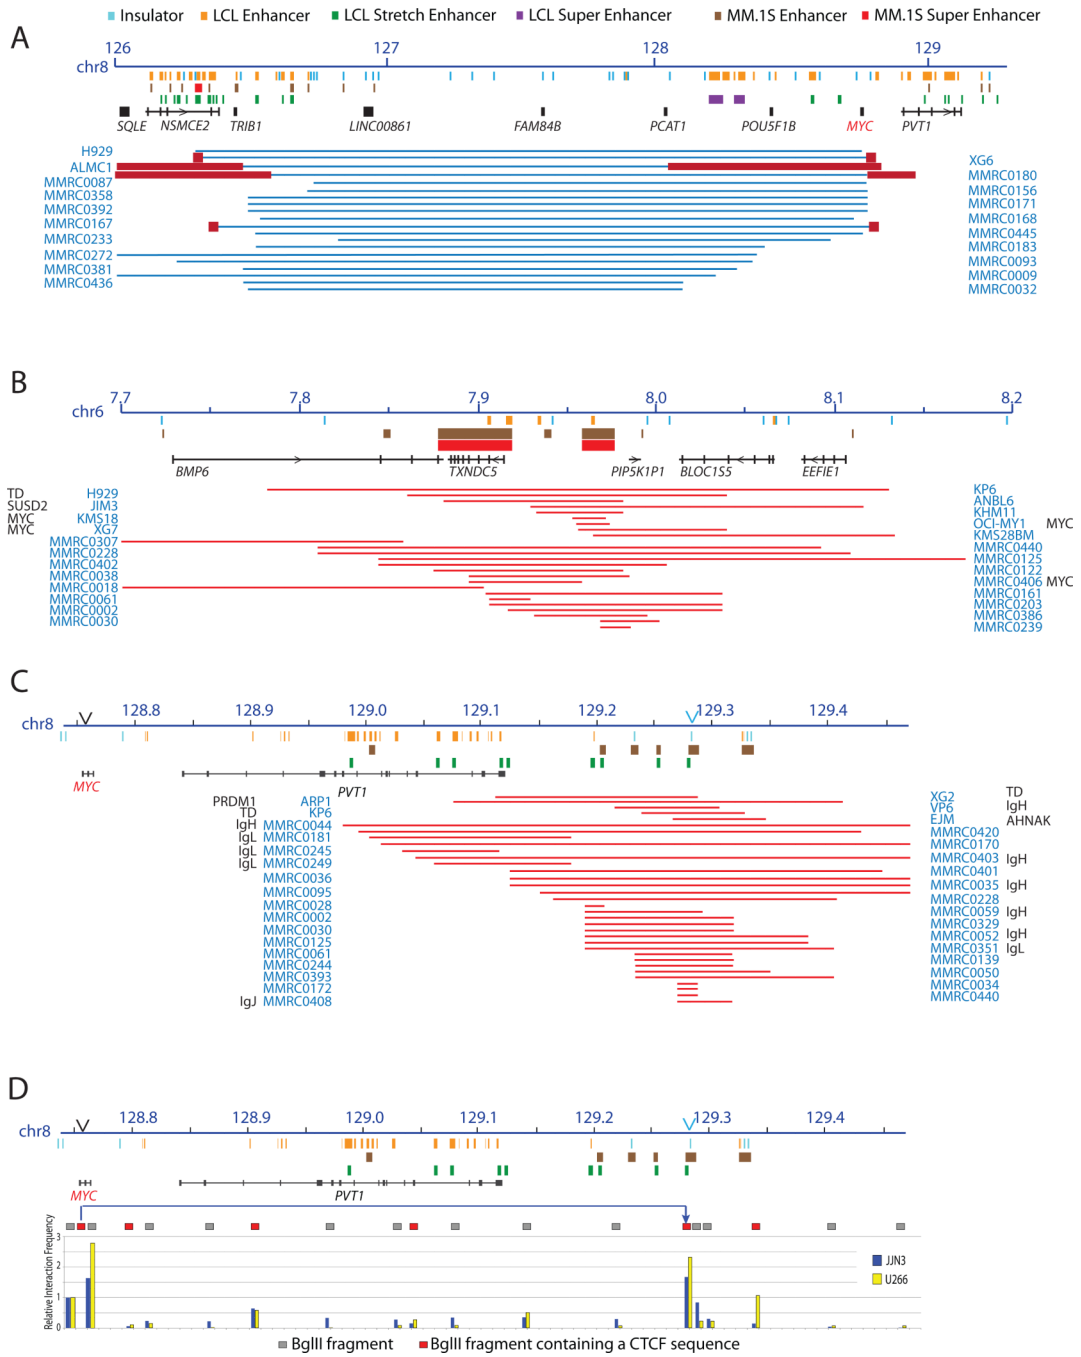 Insulator LCL Enhancer LCL Stretch Enhancer LCL Super Enhancer MM.1S Enhancer MM.1S Super Enhancer
A
126 127 128 129
chr8
SQLE NSMCE2 TRIB1 LINC00861 FAM84B PCAT1 POU5F1B MYC PVT1
H929
XG6
ALMC1
MMRC0180
MMRC0087
MMRC0156
MMRC0358
MMRC0171
MMRC0392
MMRC0168
MMRC0167
MMRC0445
MMRC0233
MMRC0183
MMRC0272
MMRC0093
MMRC0381
MMRC0009
MMRC0436
MMRC0032
B
7.7 7.8 7.9 8.0 8.1 8.2
chr6
BMP6 TXNDC5 PIP5K1P1 BLOC1S5 EEFIE1
TD H929 KP6
SUSD2 JIM3 ANBL6
MYC KMS18 KHM11
MYC XG7 OCI-MY1 MYC
KMS28BM
MMRC0307 MMRC0440
MMRC0228 MMRC0125
MMRC0402 MMRC0122
MMRC0038 MMRC0406 MYC
MMRC0018 MMRC0161
MMRC0061 MMRC0203
MMRC0002 MMRC0386
MMRC0030 MMRC0239
C
128.8 128.9 129.0 129.1 129.2 129.3 129.4
chr8
MYC PVT1
PRDM1 ARP1 XG2 TD
TD KP6 VP6 IgH
IgH MMRC0044 EJM AHNAK
IgL MMRC0181 MMRC0420
IgL MMRC0245 MMRC0170
IgL MMRC0249 MMRC0403 IgH
MMRC0036 MMRC0401
MMRC0095 MMRC0035 IgH
MMRC0028 MMRC0228
MMRC0002 MMRC0059 IgH
MMRC0030 MMRC0329
MMRC0125 MMRC0052 IgH
MMRC0061 MMRC0351 IgL
MMRC0244 MMRC0139
MMRC0393 MMRC0050
MMRC0172 MMRC0034
IgJ MMRC0408 MMRC0440
D
128.8 128.9 129.0 129.1 129.2 129.3 129.4
chr8
MYC PVT1
Relative Interaction Frequency
3
2
1
0
JJN3
U266
BglII fragment BglII fragment containing a CTCF sequence